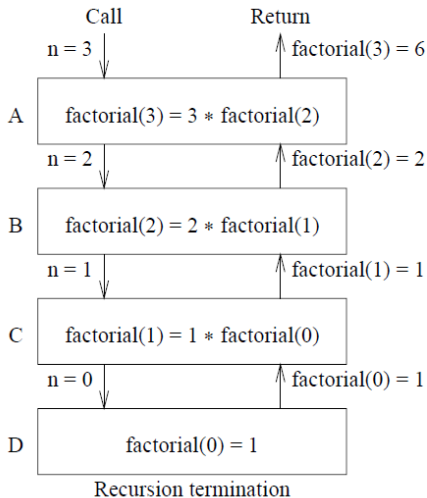 Call Return
n = 3 factorial(3) = 6
A factorial(3) = 3 ∗ factorial(2)
n = 2 factorial(2) = 2
B factorial(2) = 2 ∗ factorial(1)
n = 1 factorial(1) = 1
C factorial(1) = 1 ∗ factorial(0)
n = 0 factorial(0) = 1
D factorial(0) = 1
Recursion termination